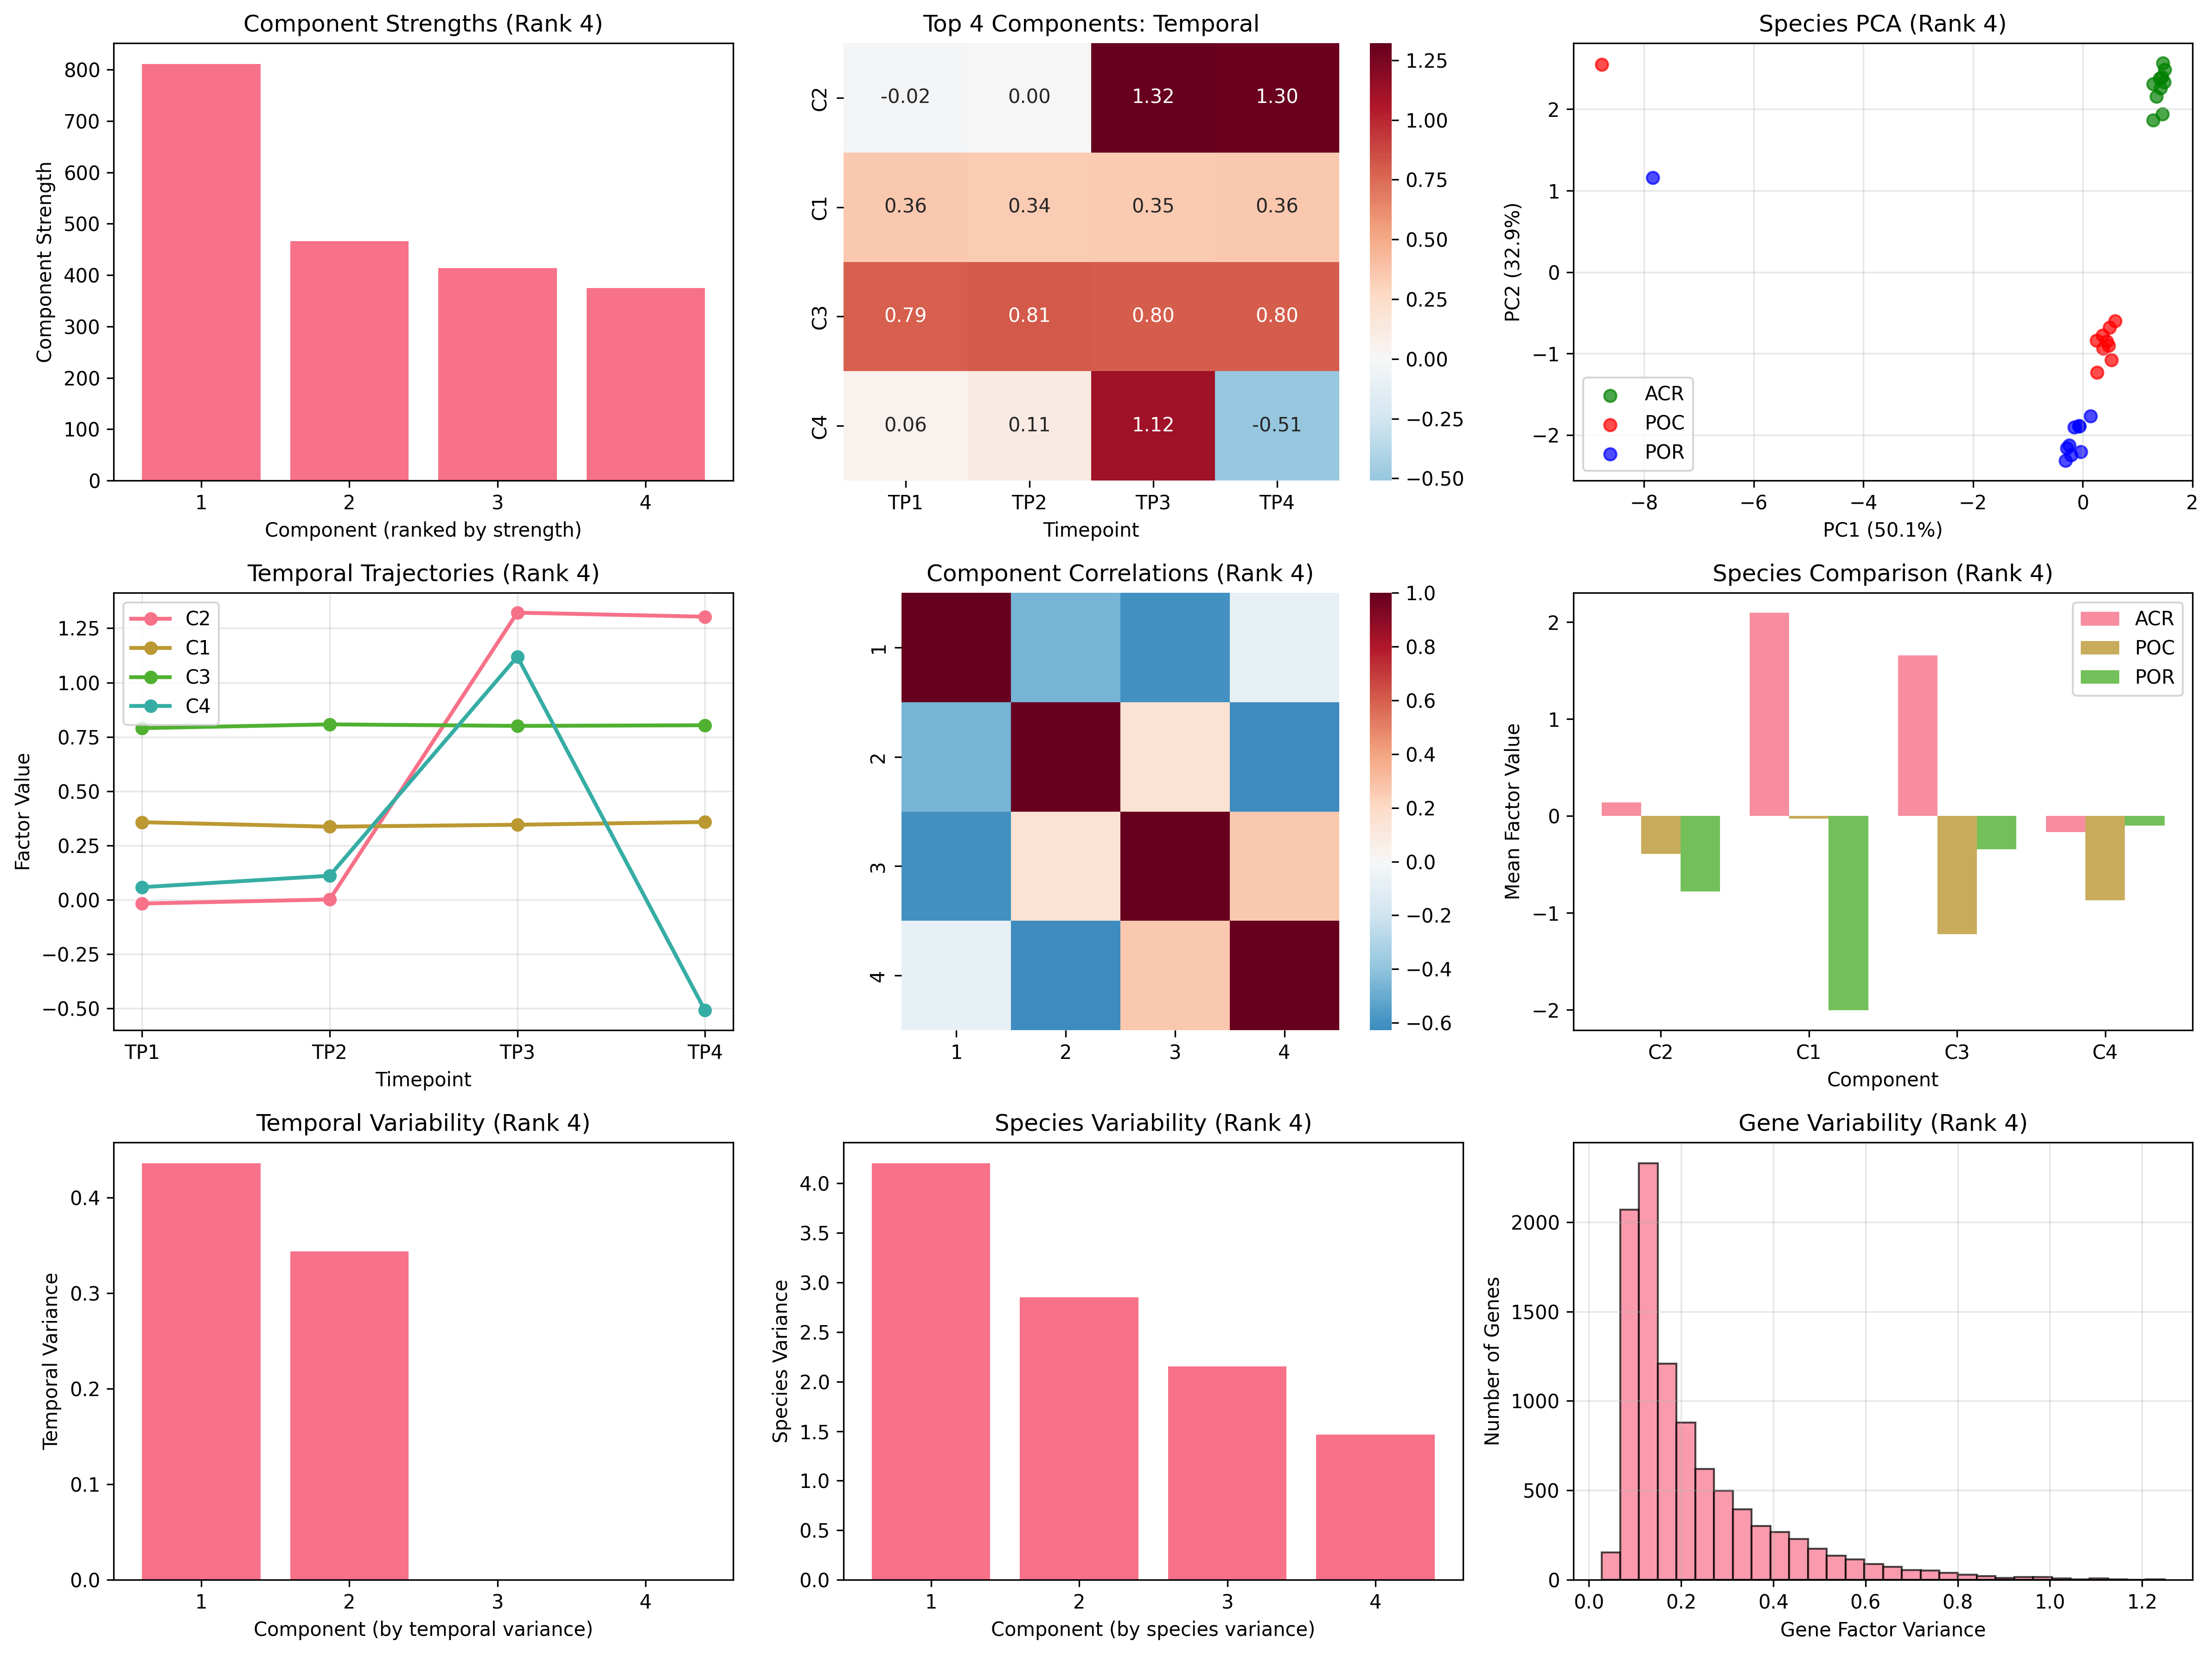 Component Strengths (Rank 4)
800
700
600
500
400
300
200
100
0
1 2 3 4
Component Strength
Component (ranked by strength)
Top 4 Components: Temporal
C2 -0.02 0.00 1.32 1.30
C1 0.36 0.34 0.35 0.36
C3 0.79 0.81 0.80 0.80
C4 0.06 0.11 1.12 -0.51
TP1 TP2 TP3 TP4
Timepoint
1.25
1.00
0.75
0.50
0.25
0.00
−0.25
−0.50
Species PCA (Rank 4)
2
1
0
−1
−2
PC2 (32.9%)
ACR
POC
POR
−8 −6 −4 −2 0 2
PC1 (50.1%)
Temporal Trajectories (Rank 4)
C2
C1
C3
C4
1.25
1.00
0.75
0.50
0.25
0.00
−0.25
−0.50
Factor Value
TP1 TP2 TP3 TP4
Timepoint
Component Correlations (Rank 4)
1
2
3
4
1 2 3 4
1.0
0.8
0.6
0.4
0.2
0.0
−0.2
−0.4
−0.6
Species Comparison (Rank 4)
ACR
POC
POR
2
1
0
−1
−2
Mean Factor Value
C2 C1 C3 C4
Component
Temporal Variability (Rank 4)
0.4
0.3
0.2
0.1
0.0
Temporal Variance
1 2 3 4
Component (by temporal variance)
Species Variability (Rank 4)
4.0
3.5
3.0
2.5
2.0
1.5
1.0
0.5
0.0
Species Variance
1 2 3 4
Component (by species variance)
Gene Variability (Rank 4)
2000
1500
1000
500
0
Number of Genes
0.0 0.2 0.4 0.6 0.8 1.0 1.2
Gene Factor Variance